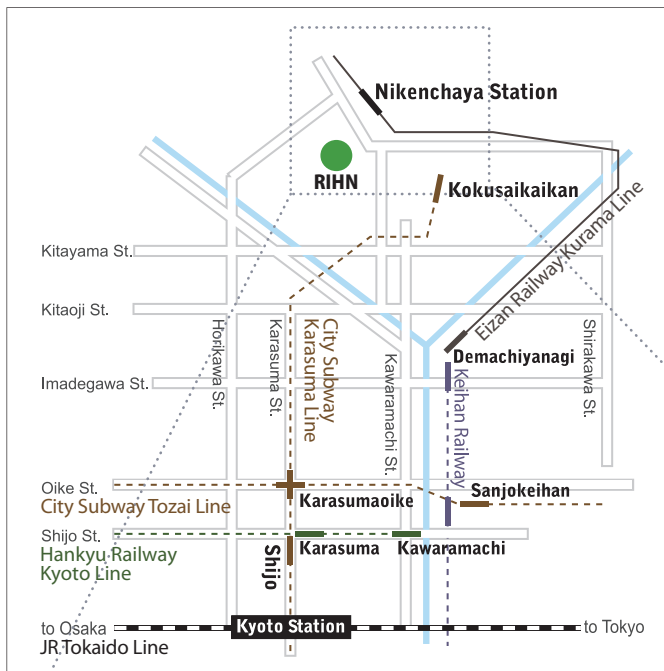 Nikenchaya Station
RIHN
Kokusaikaikan
Kitayama St.
Eizan Railway Kurama Line
Kitaoji St.
Horikawa St.
Karasuma St.
City Subway
Karasuma Line
Kawaramachi St.
Shirakawa St.
Demachiyanagi
Imadegawa St.
Keihan Railway
Oike St.
Sanjokeihan
Karasumaoike
City Subway Tozai Line
Shijo St.
Karasuma
Kawaramachi
Hankyu Railway
Kyoto Line
Shijo
to Osaka
Kyoto Station
to Tokyo
JR Tokaido Line